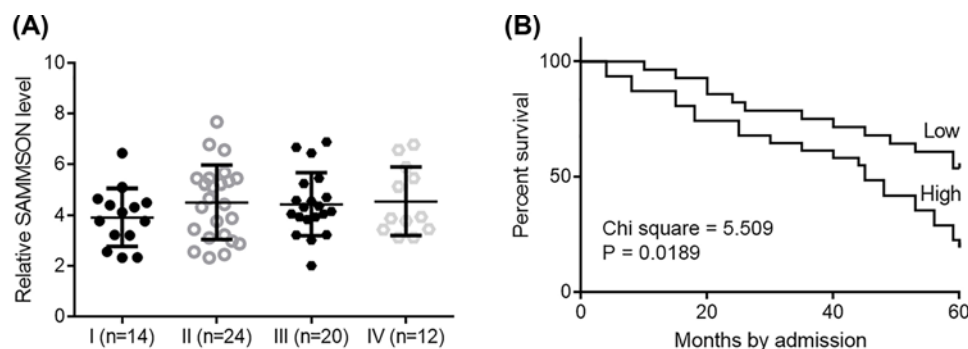 (A)
Relative SAMMSON level
10
8
6
4
2
0
I (n=14) II (n=24) III (n=20) IV (n=12)
(B)
Percent survival
100
50
0
Low
High
Chi square = 5.509
P = 0.0189
0 20 40 60
Months by admission